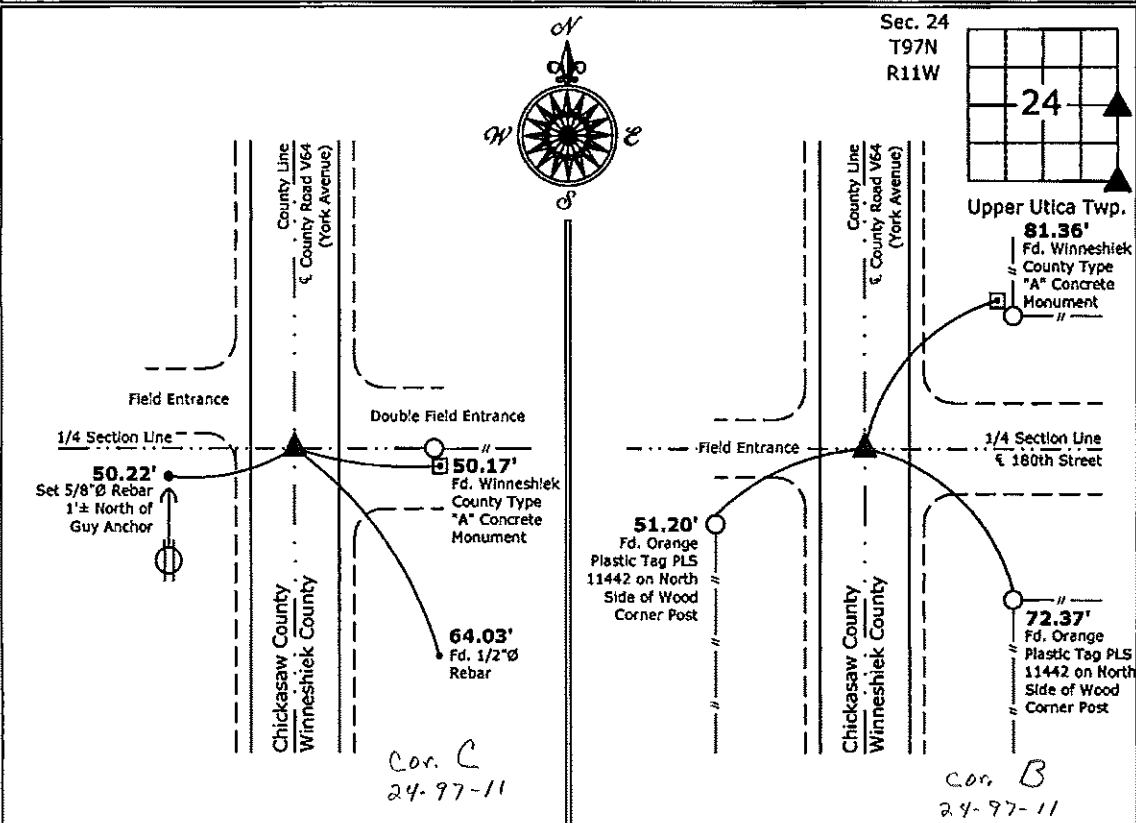 N
W
E
S
Sec. 24
T97N
R11W
24
Upper Utica Twp.
County Line
℄ County Road V64
(York Avenue)
Field Entrance
Double Field Entrance
1/4 Section Line
50.22'
Set 5/8"Ø Rebar
1'± North of
Guy Anchor
50.17'
Fd. Winneshiek
County Type
"A" Concrete
Monument
64.03'
Fd. 1/2"Ø
Rebar
Chickasaw County
Winneshiek County
Cor. C
24-97-11
County Line
℄ County Road V64
(York Avenue)
81.36'
Fd. Winneshiek
County Type
"A" Concrete
Monument
Field Entrance
1/4 Section Line
℄ 180th Street
51.20'
Fd. Orange
Plastic Tag PLS
11442 on North
Side of Wood
Corner Post
72.37'
Fd. Orange
Plastic Tag PLS
11442 on North
Side of Wood
Corner Post
Chickasaw County
Winneshiek County
Cor. B
24-97-11